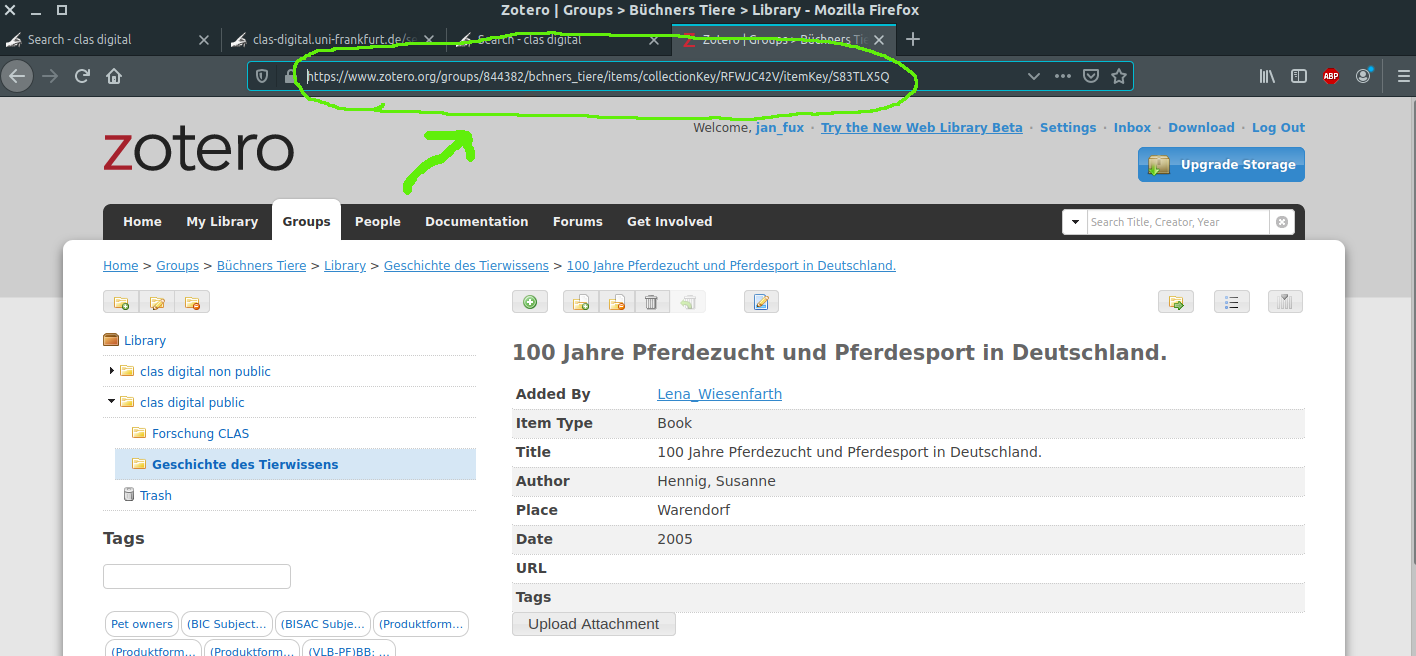 Zotero | Groups > Büchners Tiere > Library - Mozilla Firefox
Search - clas digital
clas-digital.uni-frankfurt.de/se
Search - clas digital
Zotero | Groups > Büchners Tie
https://www.zotero.org/groups/844382/bchners_tiere/items/collectionKey/RFWJC42V/itemKey/S83TLX5Q
ABP
zotero
Welcome, jan_fux · Try the New Web Library Beta · Settings · Inbox · Download · Log Out
Upgrade Storage
Home My Library Groups People Documentation Forums Get Involved
Search Title, Creator, Year
Home > Groups > Büchners Tiere > Library > Geschichte des Tierwissens > 100 Jahre Pferdezucht und Pferdesport in Deutschland.
Library
clas digital non public
clas digital public
Forschung CLAS
Geschichte des Tierwissens
Trash
Tags
Pet owners (BIC Subject... (BISAC Subje... (Produktform...
(Produktform... (Produktform... (VLB-PF)BB: ...
100 Jahre Pferdezucht und Pferdesport in Deutschland.
Added By Lena_Wiesenfarth
Item Type Book
Title 100 Jahre Pferdezucht und Pferdesport in Deutschland.
Author Hennig, Susanne
Place Warendorf
Date 2005
URL
Tags
Upload Attachment